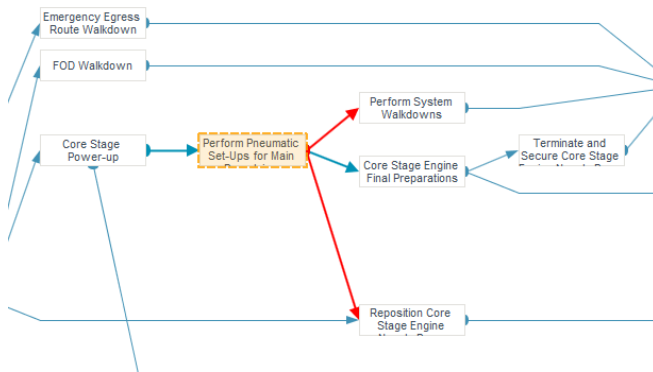 Emergency Egress
Route Walkdown
FOD Walkdown
Core Stage
Power-up
Perform Pneumatic
Set-Ups for Main
Perform System
Walkdowns
Core Stage Engine
Final Preparations
Terminate and
Secure Core Stage
Reposition Core
Stage Engine